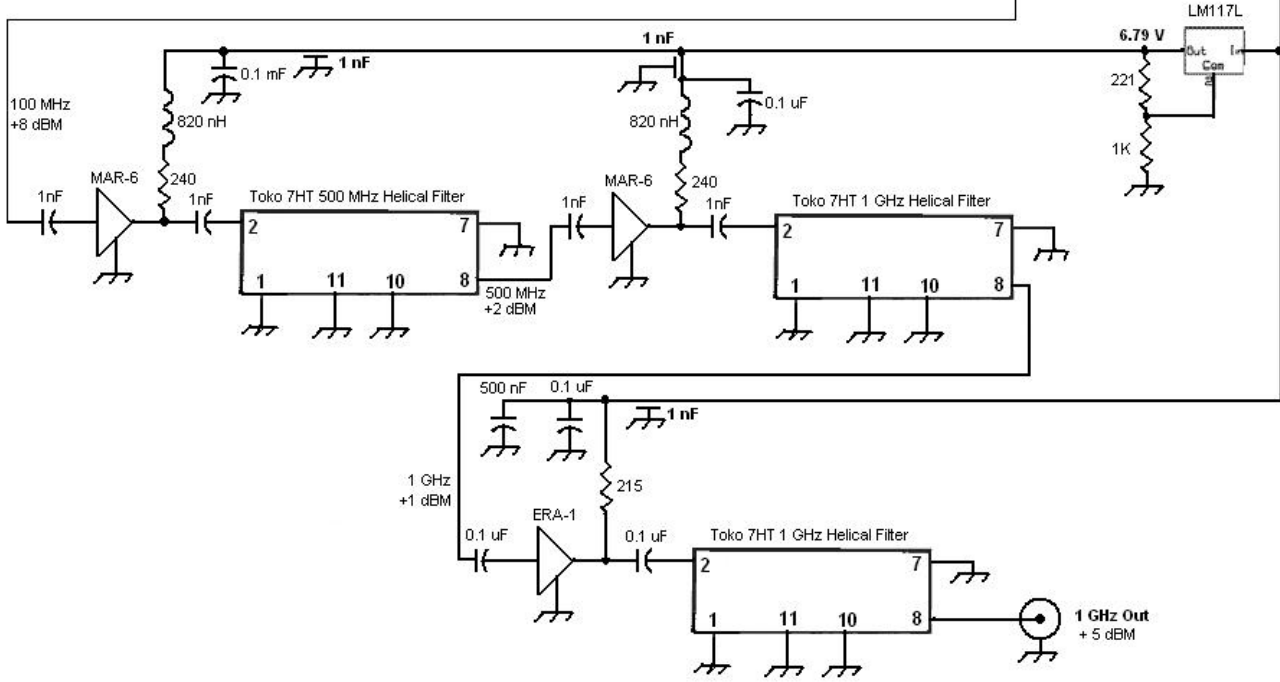 LM117L
6.79 V
Out
In
Com
221
1K
1 nF
0.1 mF
1 nF
0.1 uF
820 nH
820 nH
100 MHz
+8 dBM
MAR-6
240
1nF
1nF
Toko 7HT 500 MHz Helical Filter
2
7
1
11
10
8
500 MHz
+2 dBM
MAR-6
240
1nF
1nF
Toko 7HT 1 GHz Helical Filter
2
7
1
11
10
8
500 nF
0.1 uF
1 nF
1 GHz
+1 dBM
215
ERA-1
0.1 uF
0.1 uF
Toko 7HT 1 GHz Helical Filter
2
7
1
11
10
8
1 GHz Out
+ 5 dBM